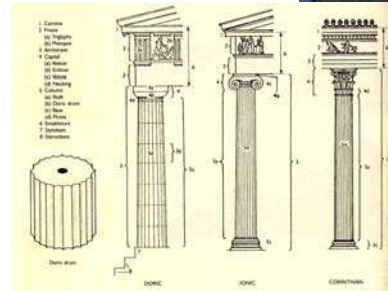 1 Cornice
2 Frieze
(a) Triglyphs
(b) Metopes
3 Architrave
4 Capital
(a) Abacus
(b) Echinus
(c) Volute
(d) Necking
5 Column
(a) Shaft
(b) Doric drum
(c) Base
(d) Flutes
6 Entablature
7 Stylobate
8 Stereobate
Doric drum
DORIC
IONIC
CORINTHIAN